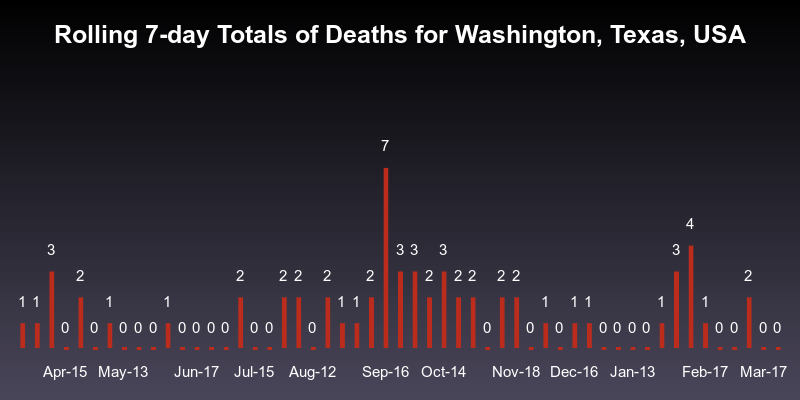 Rolling 7-day Totals of Deaths for Washington, Texas, USA
1 1 3 0 2 0 1 0 0 0 1 0 0 0 0 2 0 0 2 2 0 2 1 1 2 7 3 3 2 3 2 2 0 2 2 0 1 0 1 1 0 0 0 0 1 3 4 1 0 0 2 0 0
Apr-15 May-13 Jun-17 Jul-15 Aug-12 Sep-16 Oct-14 Nov-18 Dec-16 Jan-13 Feb-17 Mar-17